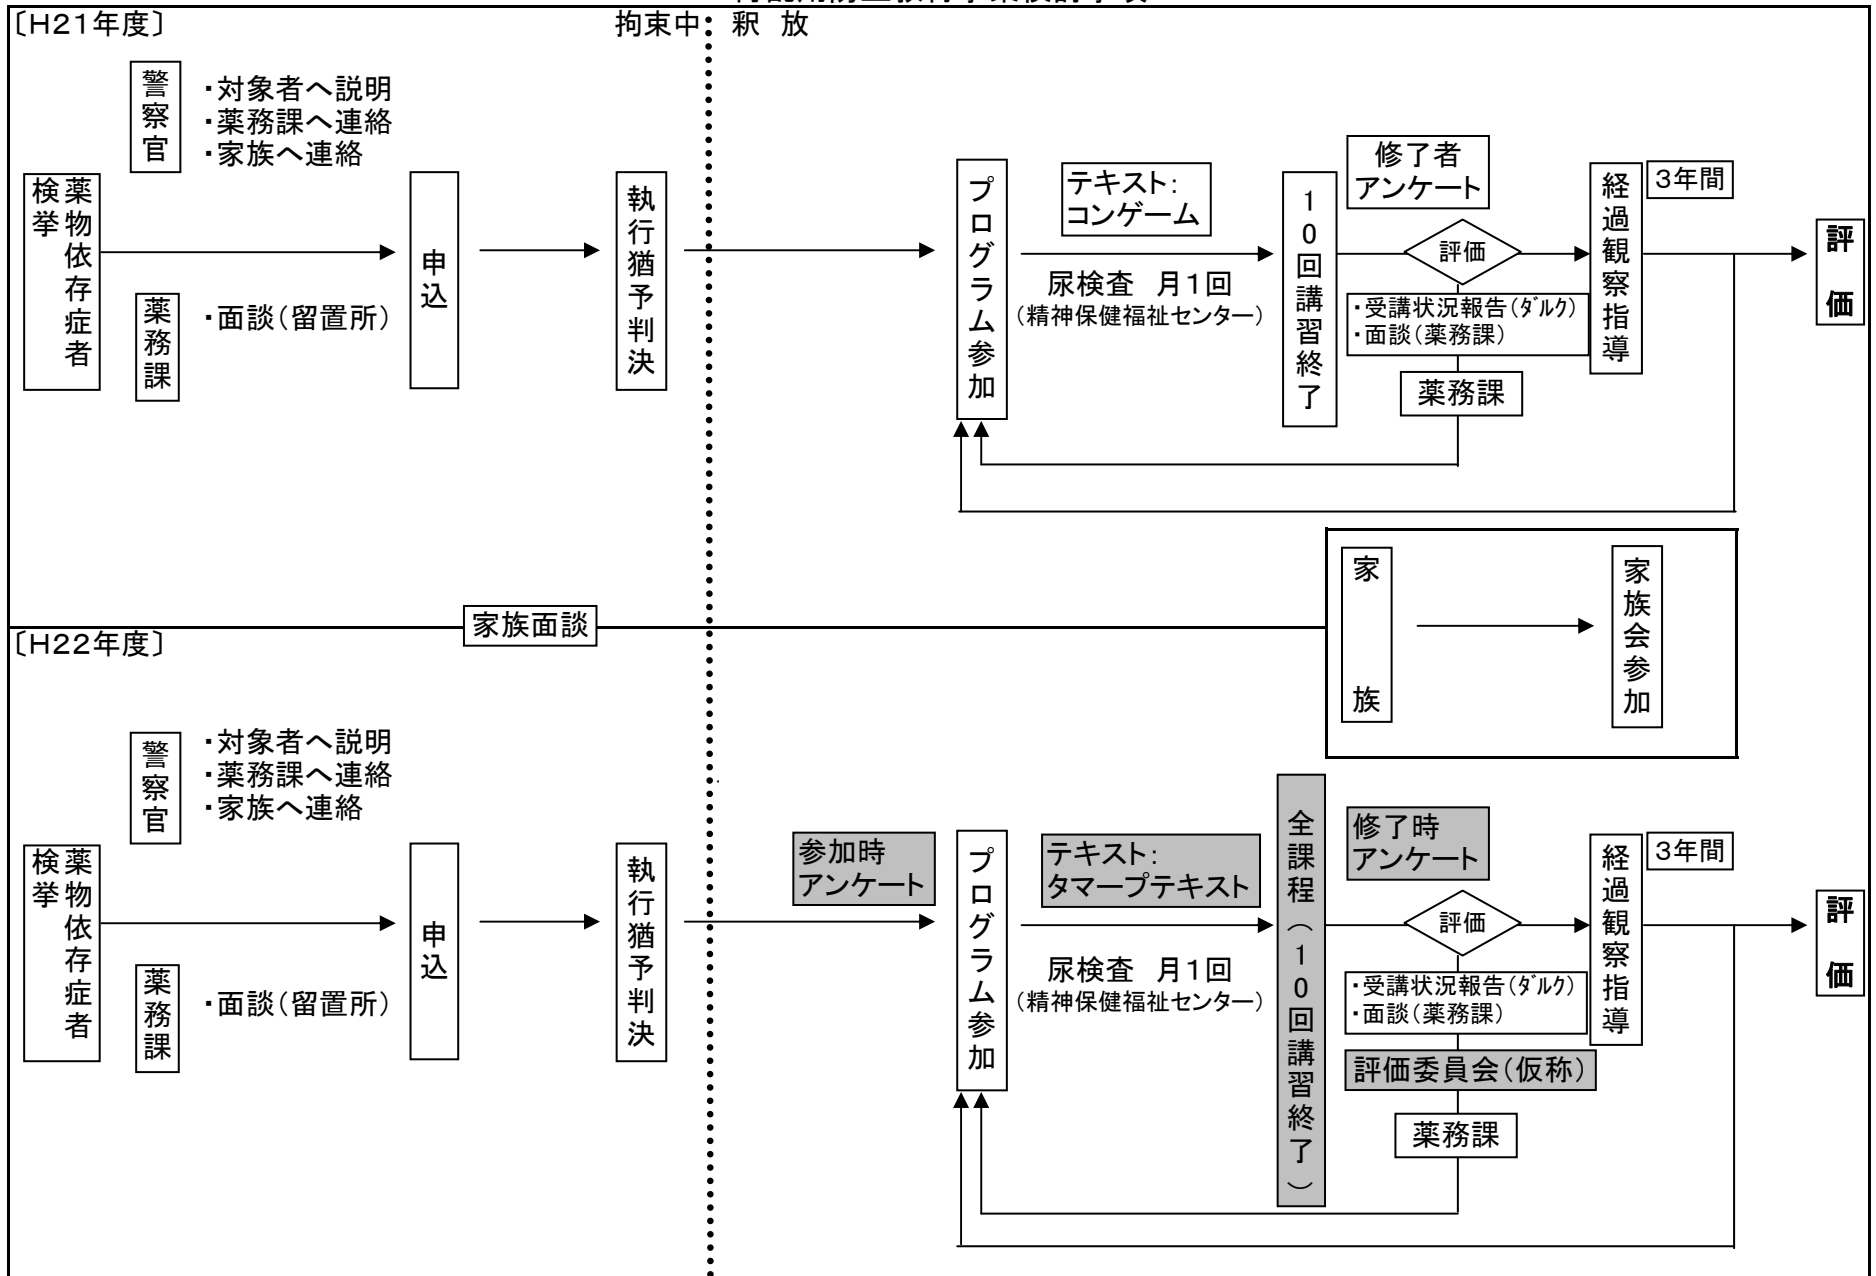 〔H21年度〕
拘束中
釈 放
警察官
・対象者へ説明
・薬務課へ連絡
・家族へ連絡
薬物依存症者
検挙
薬務課
・面談(留置所)
申込
執行猶予判決
プログラム参加
テキスト:
コンゲーム
尿検査 月1回
(精神保健福祉センター)
10回講習終了
修了者
アンケート
評価
・受講状況報告(ダルク)
・面談(薬務課)
薬務課
経過観察指導
3年間
評価
家族
家族会参加
家族面談
〔H22年度〕
警察官
・対象者へ説明
・薬務課へ連絡
・家族へ連絡
薬物依存症者
検挙
薬務課
・面談(留置所)
申込
執行猶予判決
参加時
アンケート
プログラム参加
テキスト:
タマープテキスト
尿検査 月1回
(精神保健福祉センター)
全課程(10回講習終了)
修了時
アンケート
評価
・受講状況報告(ダルク)
・面談(薬務課)
評価委員会(仮称)
薬務課
経過観察指導
3年間
評価